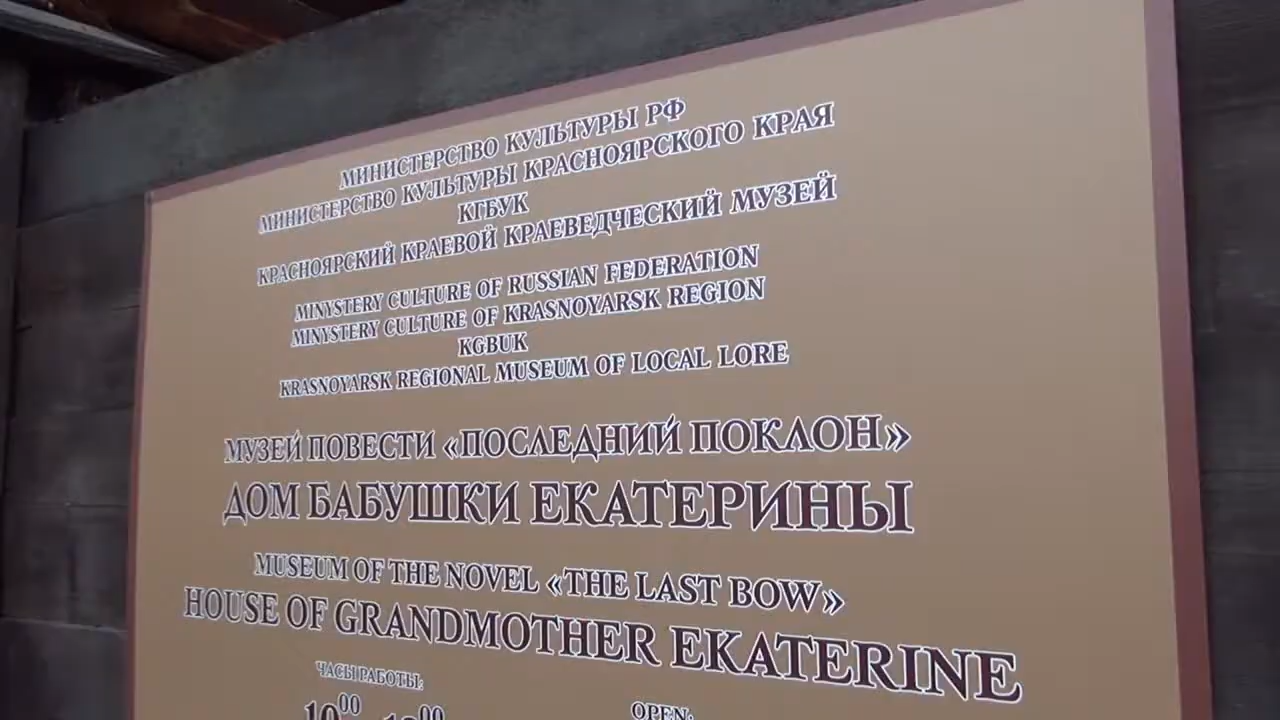 МИНИСТЕРСТВО КУЛЬТУРЫ РФ
МИНИСТЕРСТВО КУЛЬТУРЫ КРАСНОЯРСКОГО КРАЯ
КГБУК
КРАСНОЯРСКИЙ КРАЕВОЙ КРАЕВЕДЧЕСКИЙ МУЗЕЙ
MINYSTERY CULTURE OF RUSSIAN FEDERATION
MINYSTERY CULTURE OF KRASNOYARSK REGION
KGBUK
KRASNOYARSK REGIONAL MUSEUM OF LOCAL LORE
МУЗЕЙ ПОВЕСТИ «ПОСЛЕДНИЙ ПОКЛОН»
ДОМ БАБУШКИ ЕКАТЕРИНЫ
MUSEUM OF THE NOVEL «THE LAST BOW»
HOUSE OF GRANDMOTHER EKATERINE
ЧАСЫ РАБОТЫ:
OPEN:
10 00